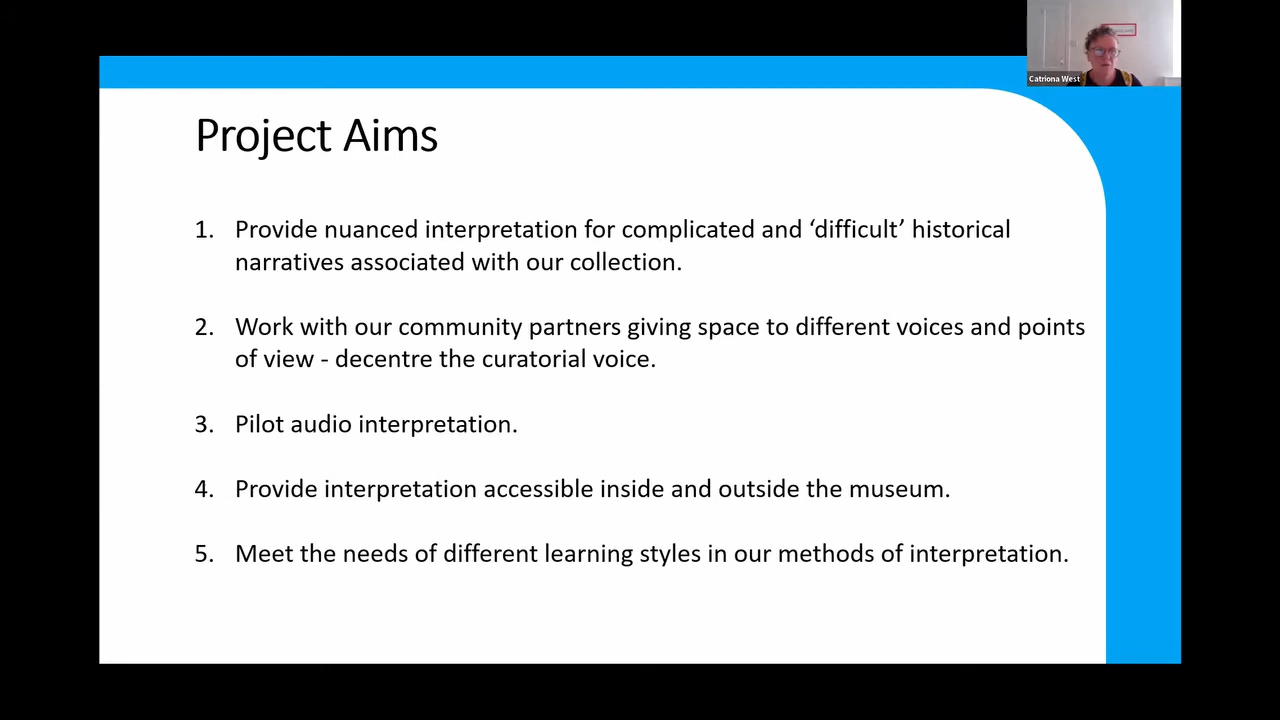 Catriona West
Project Aims
1. Provide nuanced interpretation for complicated and ‘difficult’ historical
narratives associated with our collection.
2. Work with our community partners giving space to different voices and points
of view - decentre the curatorial voice.
3. Pilot audio interpretation.
4. Provide interpretation accessible inside and outside the museum.
5. Meet the needs of different learning styles in our methods of interpretation.